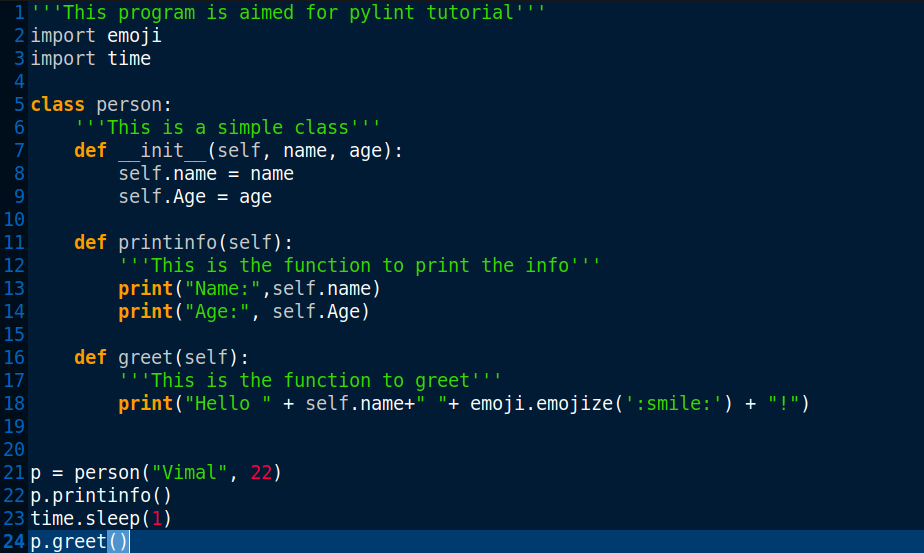 1 '''This program is aimed for pylint tutorial'''
2 import emoji
3 import time
4
5 class person:
6     '''This is a simple class'''
7     def __init__(self, name, age):
8         self.name = name
9         self.Age = age
10
11     def printinfo(self):
12         '''This is the function to print the info'''
13         print("Name:",self.name)
14         print("Age:", self.Age)
15
16     def greet(self):
17         '''This is the function to greet'''
18         print("Hello " + self.name+" "+ emoji.emojize(':smile:') + "!")
19
20
21 p = person("Vimal", 22)
22 p.printinfo()
23 time.sleep(1)
24 p.greet()